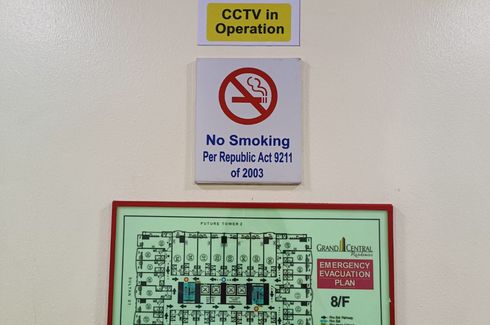 CCTV in
Operation
No Smoking
Per Republic Act 9211
of 2003
FUTURE TOWER 2
GRAND CENTRAL
Residences
EMERGENCY
EVACUATION
PLAN
8/F